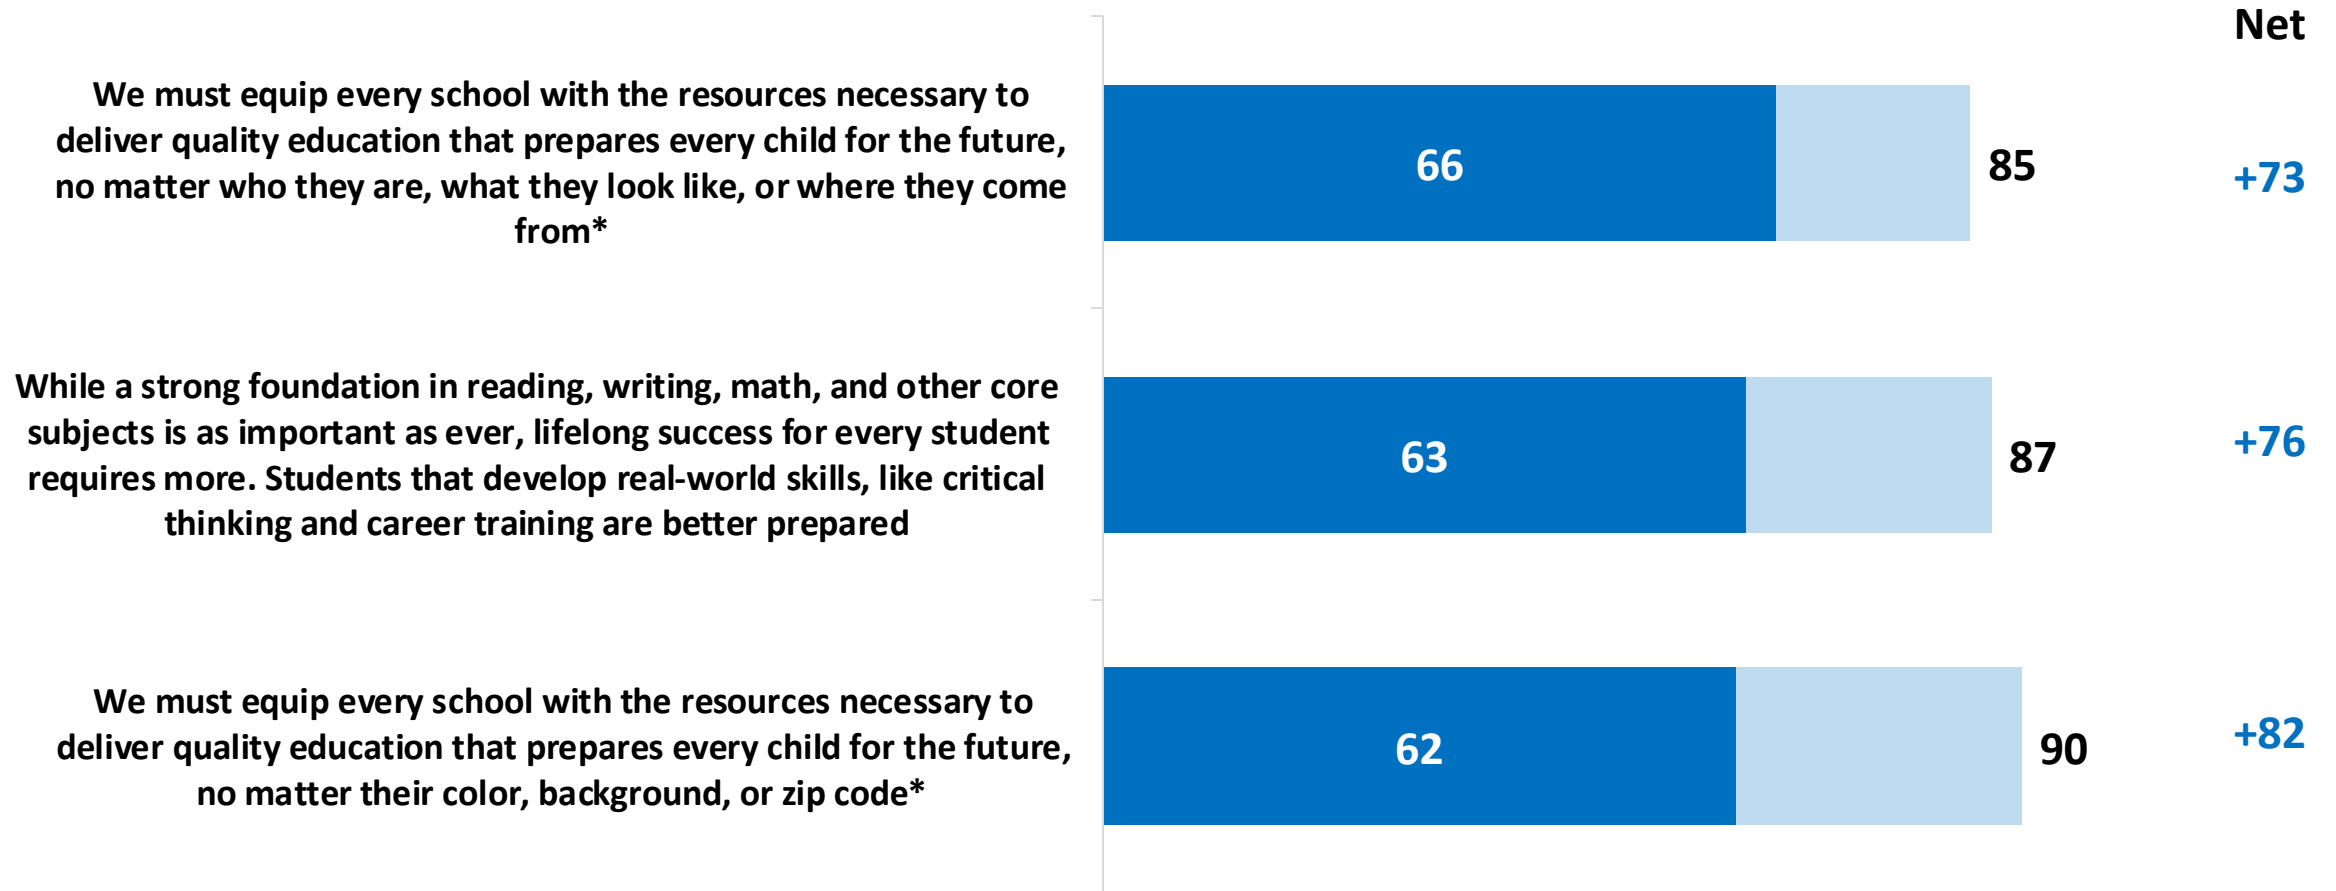 Net
We must equip every school with the resources necessary to
deliver quality education that prepares every child for the future,
no matter who they are, what they look like, or where they come
from*
66
85
+73
While a strong foundation in reading, writing, math, and other core
subjects is as important as ever, lifelong success for every student
requires more. Students that develop real-world skills, like critical
thinking and career training are better prepared
63
87
+76
We must equip every school with the resources necessary to
deliver quality education that prepares every child for the future,
no matter their color, background, or zip code*
62
90
+82